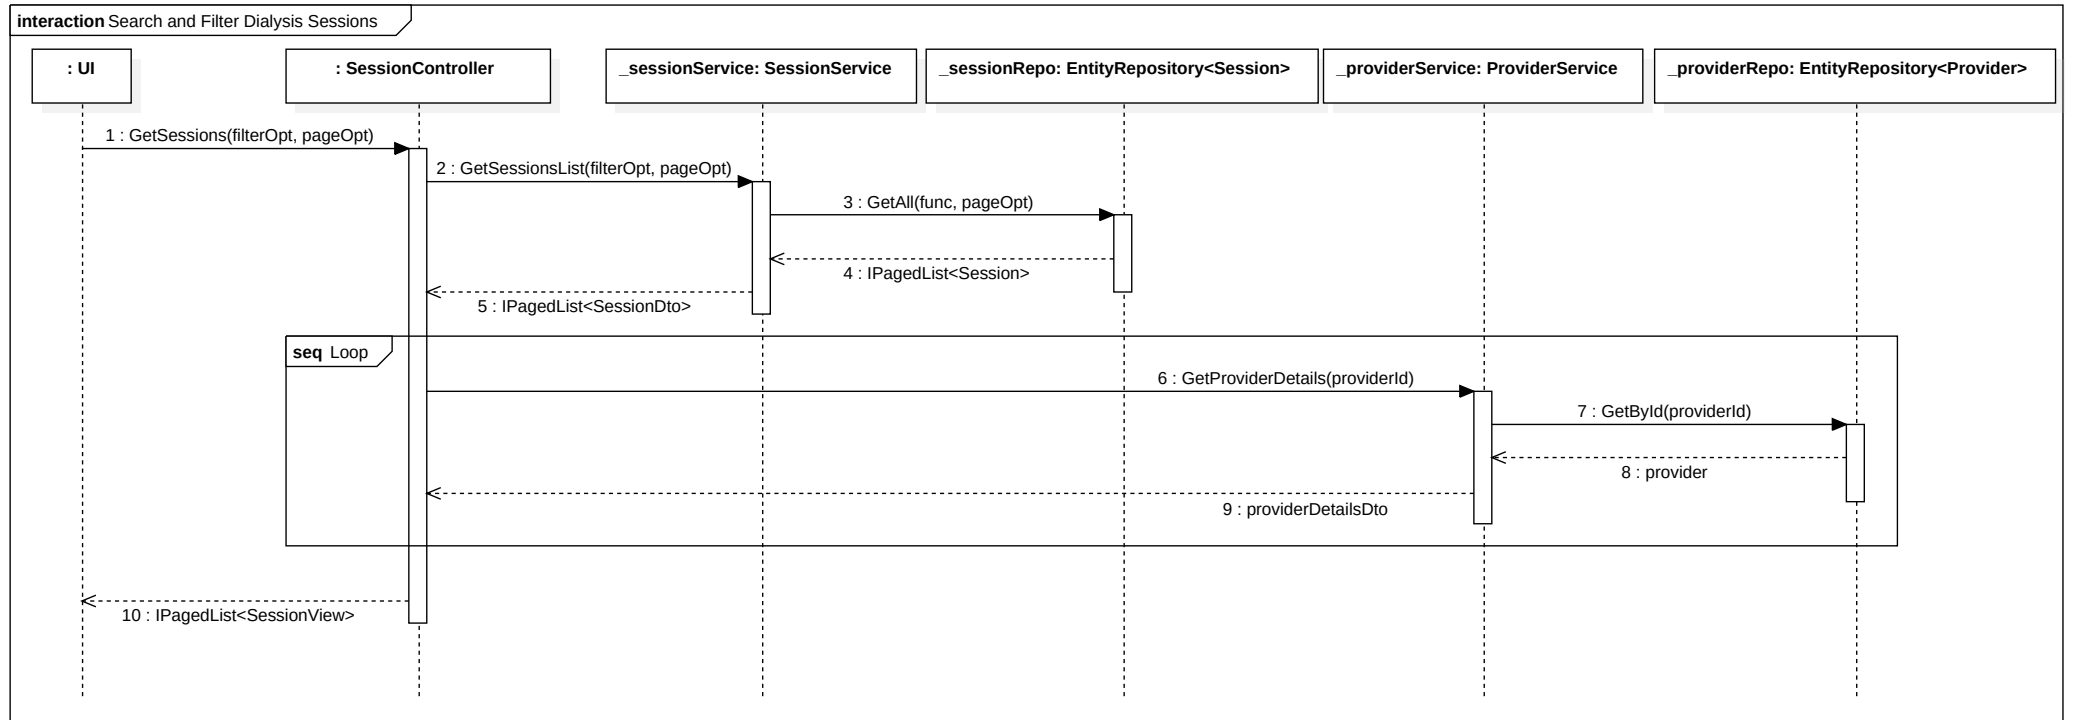 interaction Search and Filter Dialysis Sessions
: UI
: SessionController
_sessionService: SessionService
_sessionRepo: EntityRepository<Session>
_providerService: ProviderService
_providerRepo: EntityRepository<Provider>
1 : GetSessions(filterOpt, pageOpt)
2 : GetSessionsList(filterOpt, pageOpt)
3 : GetAll(func, pageOpt)
4 : IPagedList<Session>
5 : IPagedList<SessionDto>
seq Loop
6 : GetProviderDetails(providerId)
7 : GetById(providerId)
8 : provider
9 : providerDetailsDto
10 : IPagedList<SessionView>